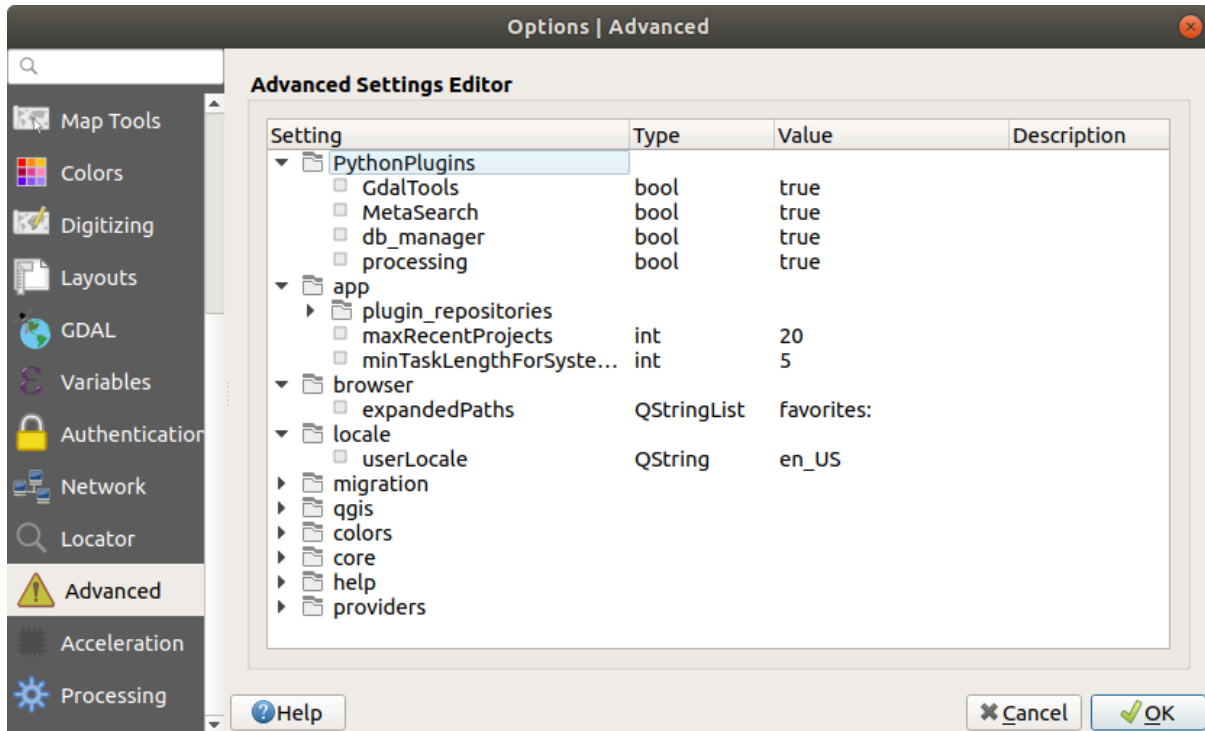 Options | Advanced
Map Tools
Colors
Digitizing
Layouts
GDAL
Variables
Authentication
Network
Locator
Advanced
Acceleration
Processing
Advanced Settings Editor
Setting Type Value Description
PythonPlugins
GdalTools bool true
MetaSearch bool true
db_manager bool true
processing bool true
app
plugin_repositories
maxRecentProjects int 20
minTaskLengthForSyste... int 5
browser
expandedPaths QStringList favorites:
locale
userLocale QString en_US
migration
qgis
colors
core
help
providers
Help Cancel OK